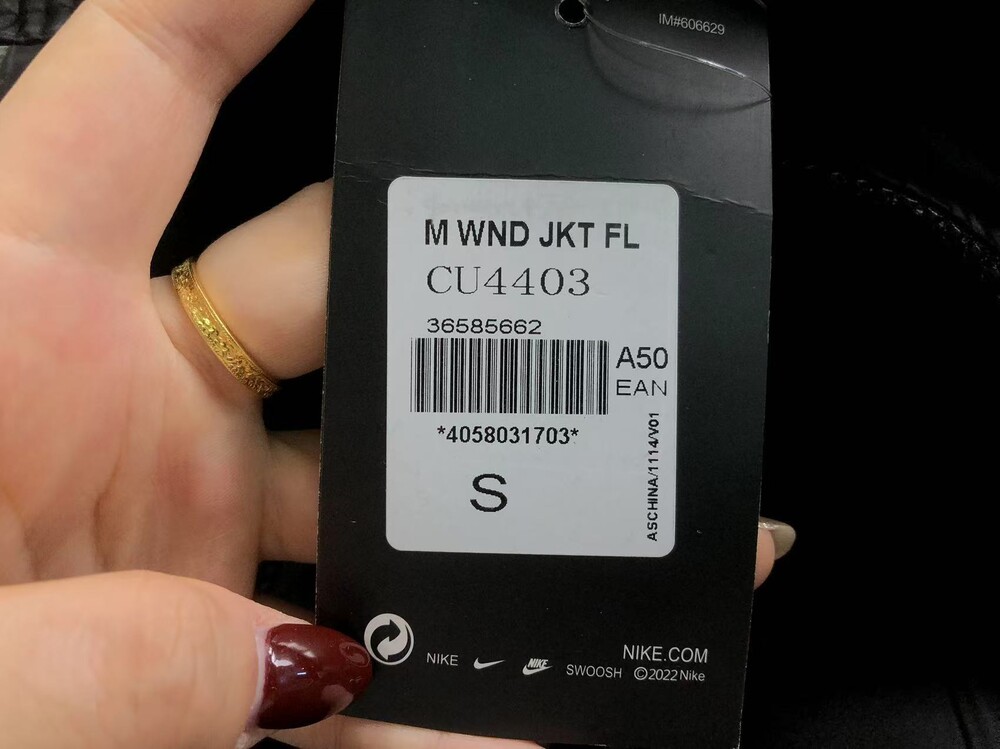 IM#606629
M WND JKT FL
CU4403
36585662
A50
EAN
*4058031703*
S
ASCHINA/1114/V01
NIKE
NIKE
SWOOSH
NIKE.COM
©2022 Nike